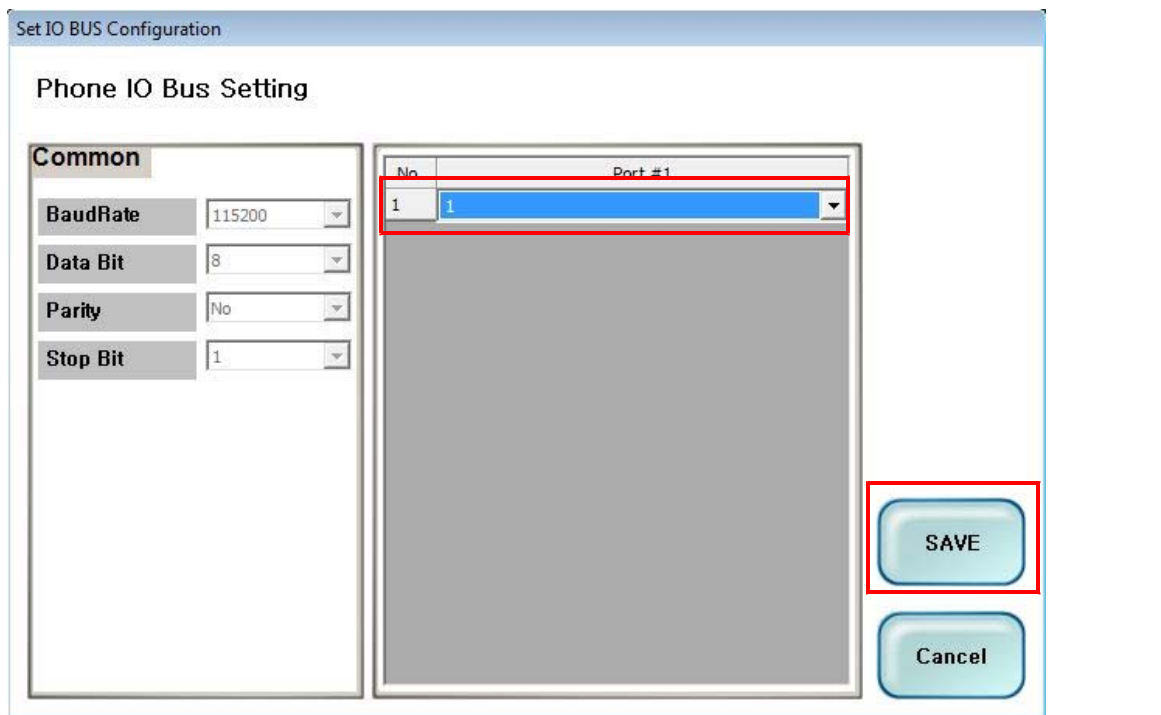 Set IO BUS Configuration
Phone IO Bus Setting
Common
BaudRate 115200
Data Bit 8
Parity No
Stop Bit 1
No Port #1
1 1
SAVE
Cancel